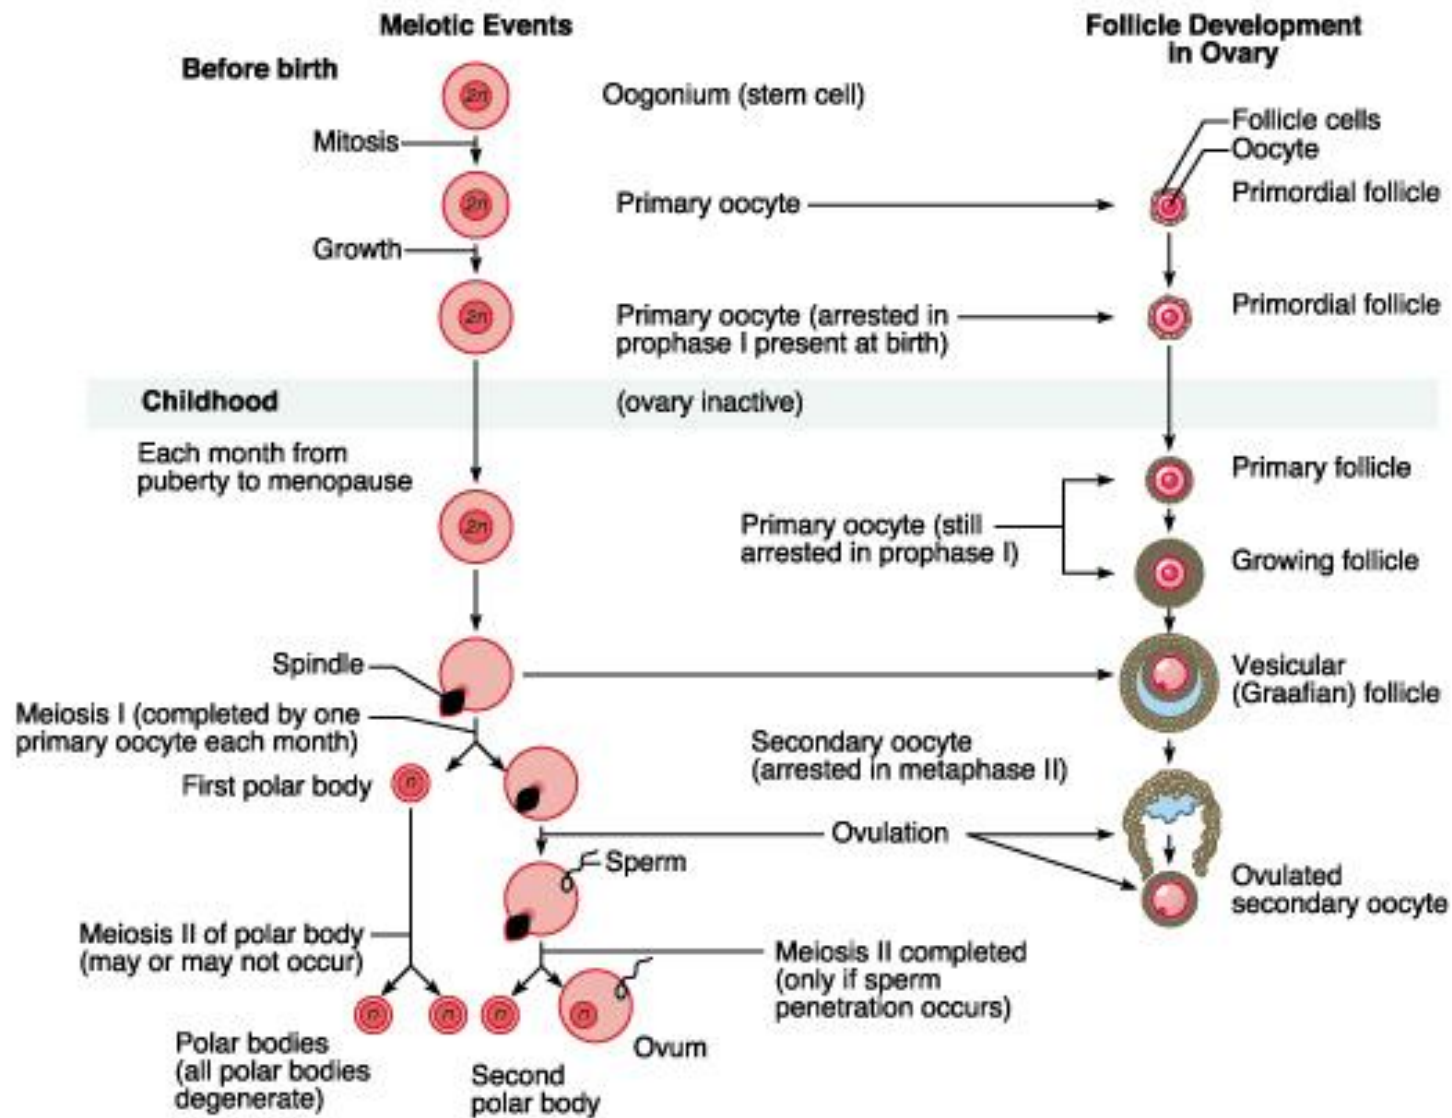 Meiotic Events
Follicle Development
in Ovary
Before birth
2n
Oogonium (stem cell)
Follicle cells
Oocyte
Mitosis
2n
Primary oocyte
Primordial follicle
Growth
2n
Primary oocyte (arrested in
prophase I present at birth)
Primordial follicle
Childhood
(ovary inactive)
Each month from
puberty to menopause
Primary follicle
2n
Primary oocyte (still
arrested in prophase I)
Growing follicle
Spindle
Vesicular
(Graafian) follicle
Meiosis I (completed by one
primary oocyte each month)
Secondary oocyte
(arrested in metaphase II)
First polar body
n
Ovulation
Sperm
Ovulated
secondary oocyte
Meiosis II of polar body
(may or may not occur)
Meiosis II completed
(only if sperm
penetration occurs)
n
n
n
n
Polar bodies
(all polar bodies
degenerate)
Ovum
Second
polar body